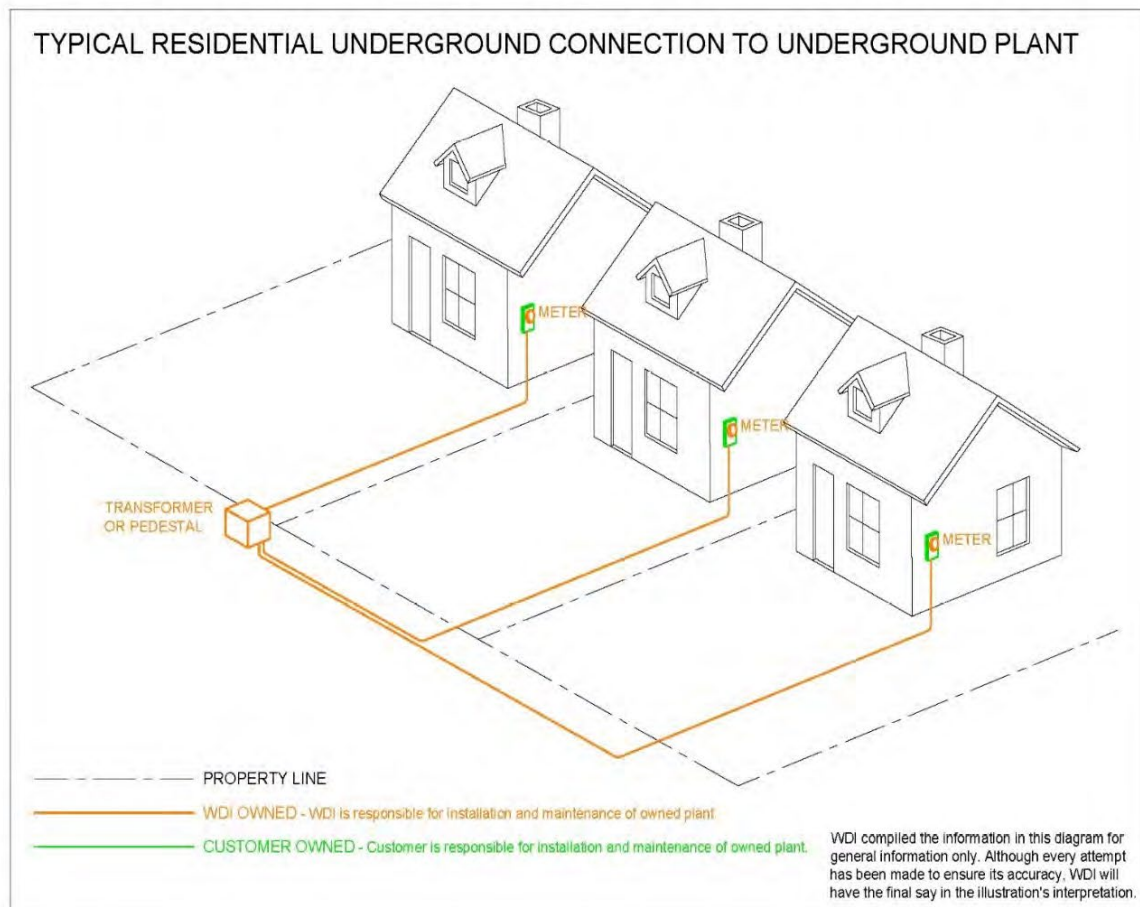 TYPICAL RESIDENTIAL UNDERGROUND CONNECTION TO UNDERGROUND PLANT
METER
METER
METER
TRANSFORMER
OR PEDESTAL
PROPERTY LINE
WDI OWNED - WDI is responsible for installation and maintenance of owned plant
CUSTOMER OWNED - Customer is responsible for installation and maintenance of owned plant.
WDI compiled the information in this diagram for
general information only. Although every attempt
has been made to ensure its accuracy, WDI will
have the final say in the illustration's interpretation.